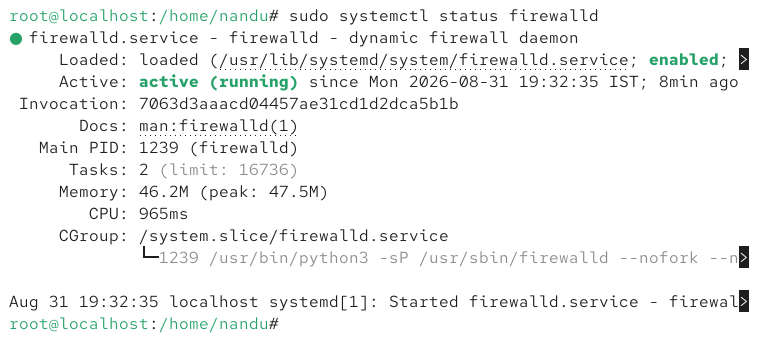 root@localhost:/home/nandu# sudo systemctl status firewalld
● firewalld.service - firewalld - dynamic firewall daemon
Loaded: loaded (/usr/lib/systemd/system/firewalld.service; enabled; >
Active: active (running) since Mon 2026-08-31 19:32:35 IST; 8min ago
Invocation: 7063d3aaacd04457ae31cd1d2dca5b1b
Docs: man:firewalld(1)
Main PID: 1239 (firewalld)
Tasks: 2 (limit: 16736)
Memory: 46.2M (peak: 47.5M)
CPU: 965ms
CGroup: /system.slice/firewalld.service
└─1239 /usr/bin/python3 -sP /usr/sbin/firewalld --nofork --n>
Aug 31 19:32:35 localhost systemd[1]: Started firewalld.service - firewal>
root@localhost:/home/nandu#